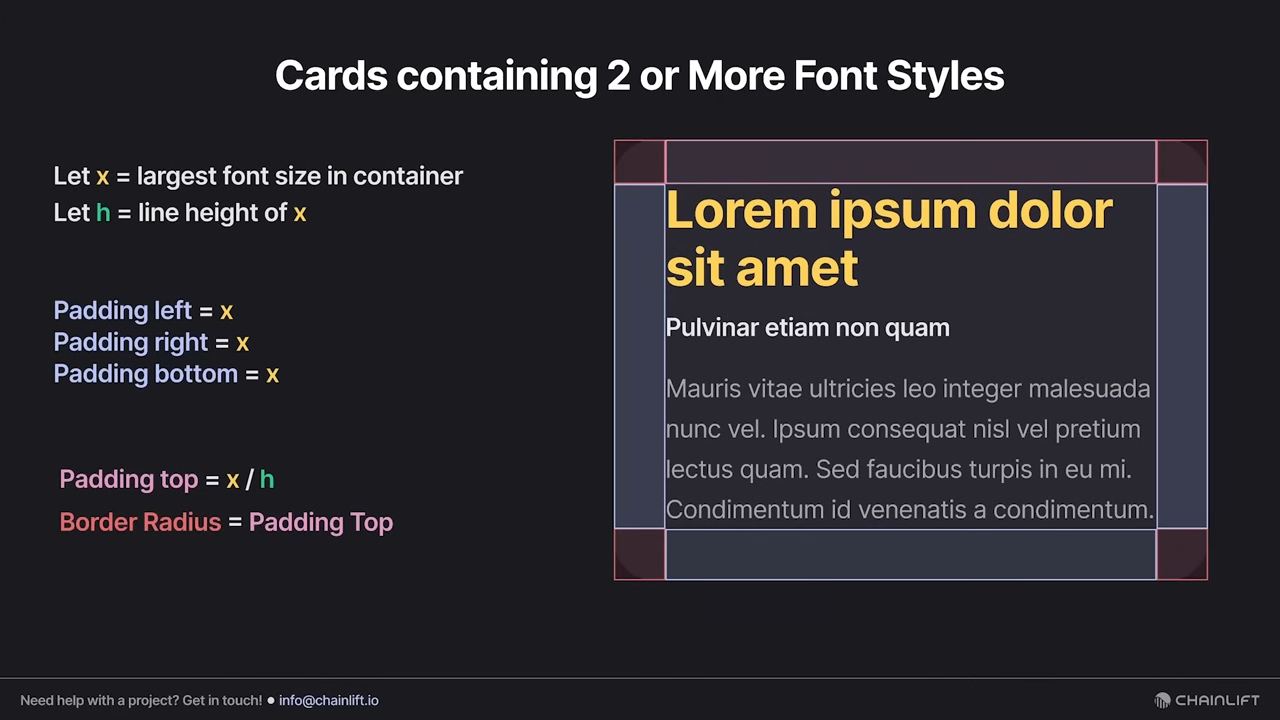 Cards containing 2 or More Font Styles
Let x = largest font size in container
Let h = line height of x
Padding left = x
Padding right = x
Padding bottom = x
Padding top = x / h
Border Radius = Padding Top
Lorem ipsum dolor
sit amet
Pulvinar etiam non quam
Mauris vitae ultricies leo integer malesuada
nunc vel. Ipsum consequat nisl vel pretium
lectus quam. Sed faucibus turpis in eu mi.
Condimentum id venenatis a condimentum.
Need help with a project? Get in touch! • info@chainlift.io
CHAINLIFT